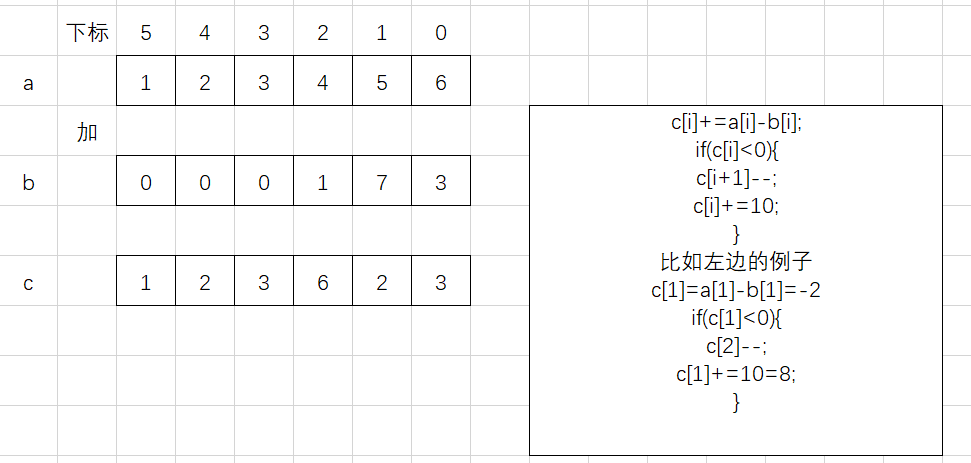 下标 5 4 3 2 1 0
a 1 2 3 4 5 6
加
b 0 0 0 1 7 3
c 1 2 3 6 2 3
c[i]+=a[i]-b[i];
if(c[i]<0){
c[i+1]--;
c[i]+=10;
}
比如左边的例子
c[1]=a[1]-b[1]=-2
if(c[1]<0){
c[2]--;
c[1]+=10=8;
}